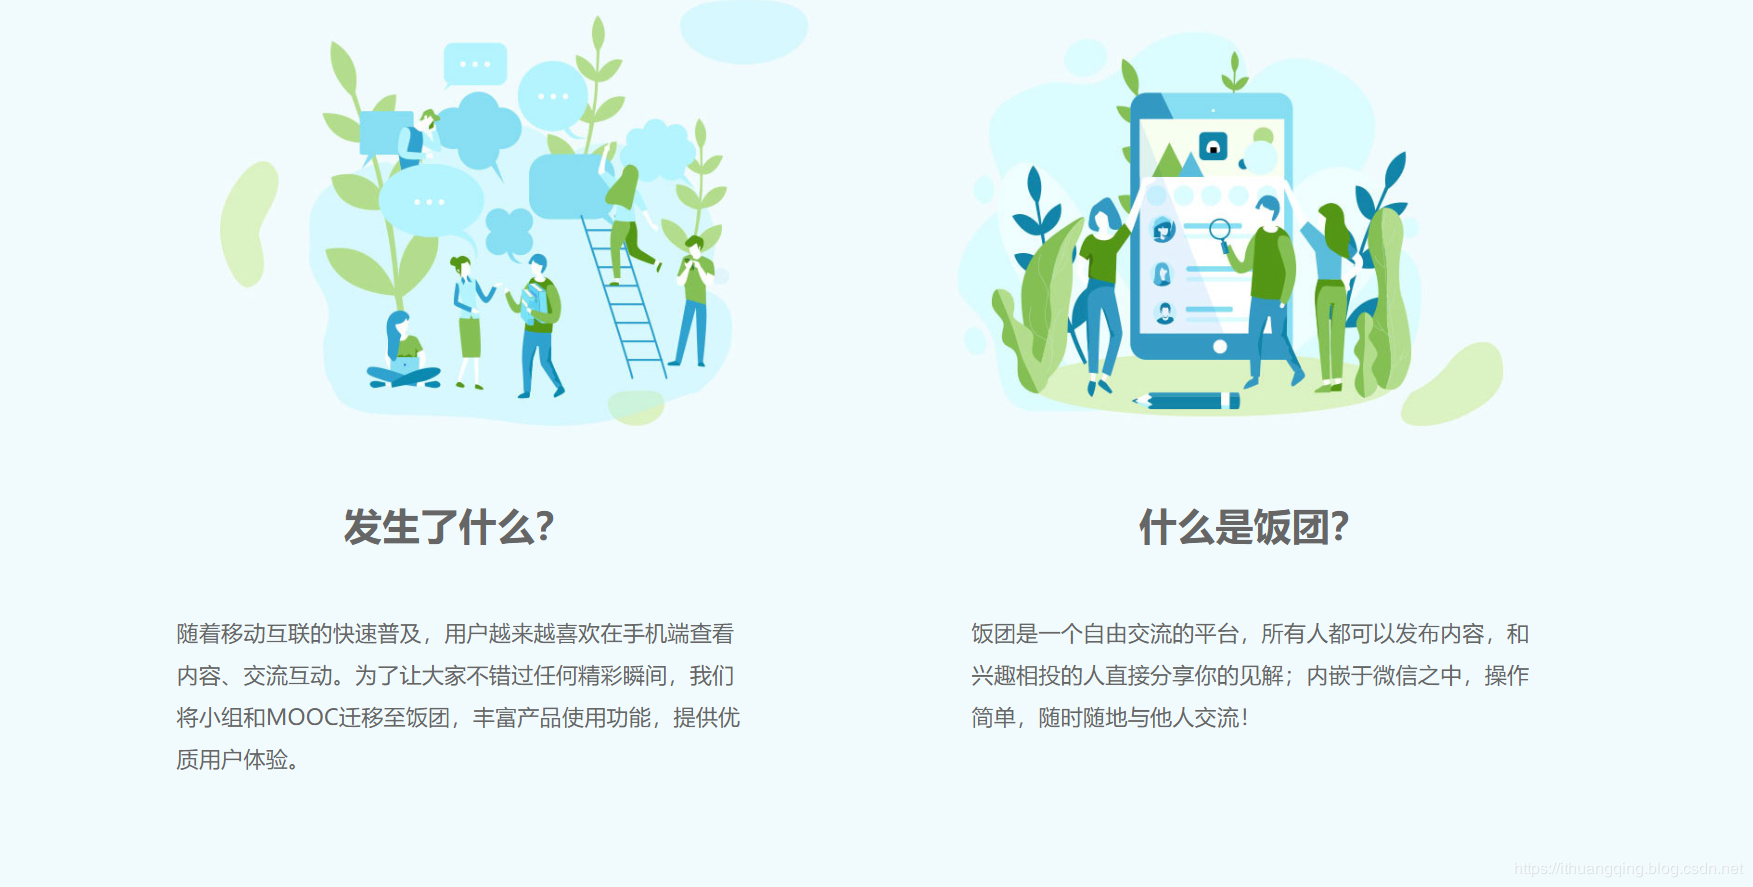 发生了什么？
随着移动互联的快速普及，用户越来越喜欢在手机端查看
内容、交流互动。为了让大家不错过任何精彩瞬间，我们
将小组和MOOC迁移至饭团，丰富产品使用功能，提供优
质用户体验。
什么是饭团？
饭团是一个自由交流的平台，所有人都可以发布内容，和
兴趣相投的人直接分享你的见解；内嵌于微信之中，操作
简单，随时随地与他人交流！
https://ithuangqing.blog.csdn.net